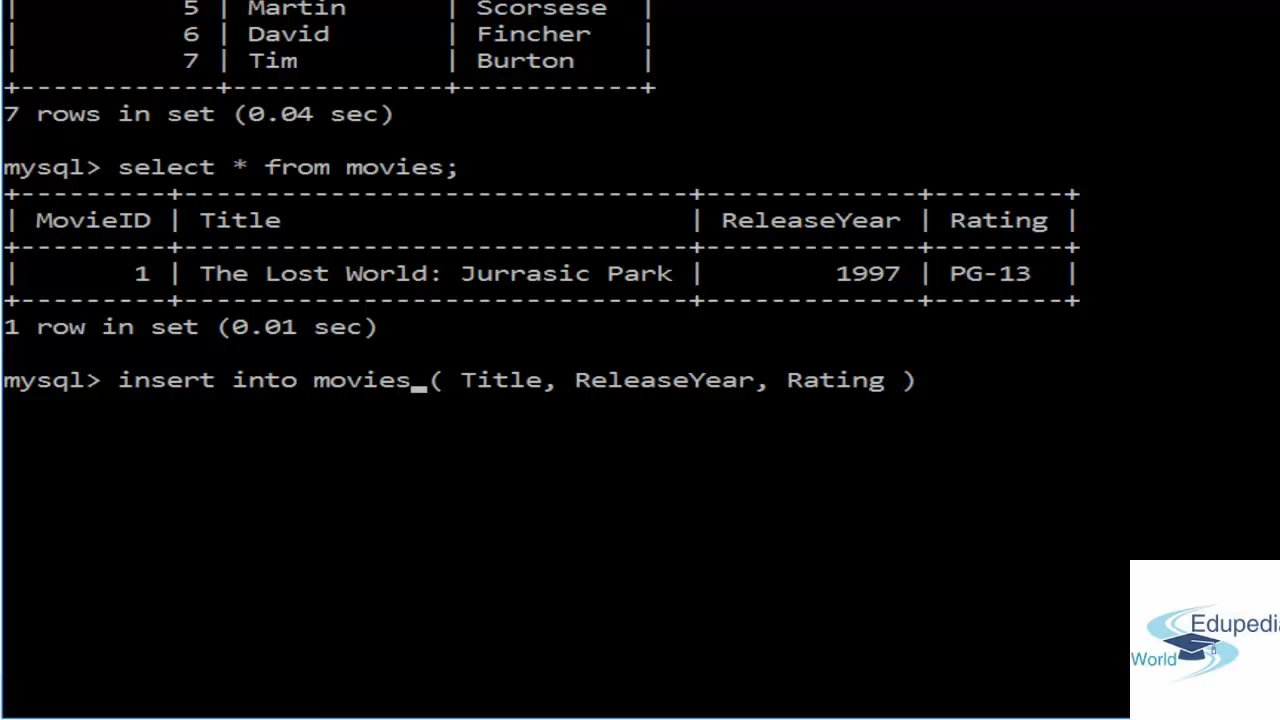 |          5 | Martin      | Scorsese  |
|          6 | David       | Fincher   |
|          7 | Tim         | Burton    |
+------------+-------------+-----------+
7 rows in set (0.04 sec)
mysql> select * from movies;
+---------+-------------------------------+-------------+--------+
| MovieID | Title                         | ReleaseYear | Rating |
+---------+-------------------------------+-------------+--------+
|       1 | The Lost World: Jurrasic Park |        1997 | PG-13  |
+---------+-------------------------------+-------------+--------+
1 row in set (0.01 sec)
mysql> insert into movies_( Title, ReleaseYear, Rating )
Edupedia
World